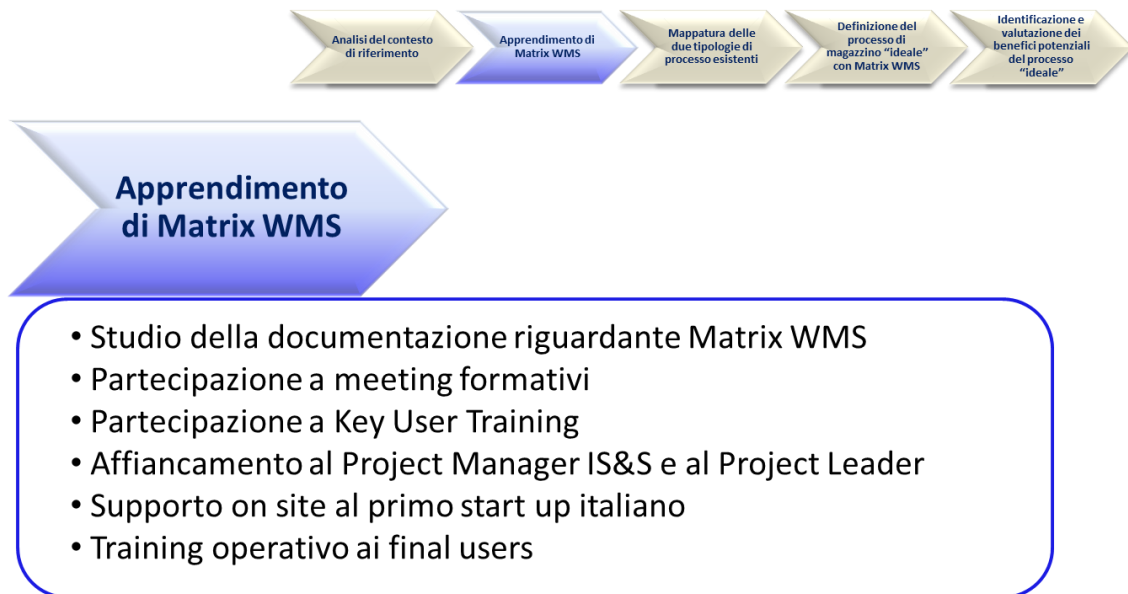 Analisi del contesto
di riferimento
Apprendimento di
Matrix WMS
Mappatura delle
due tipologie di
processo esistenti
Definizione del
processo di
magazzino “ideale”
con Matrix WMS
Identificazione e
valutazione dei
benefici potenziali
del processo
“ideale”
Apprendimento
di Matrix WMS
• Studio della documentazione riguardante Matrix WMS
• Partecipazione a meeting formativi
• Partecipazione a Key User Training
• Affiancamento al Project Manager IS&S e al Project Leader
• Supporto on site al primo start up italiano
• Training operativo ai final users